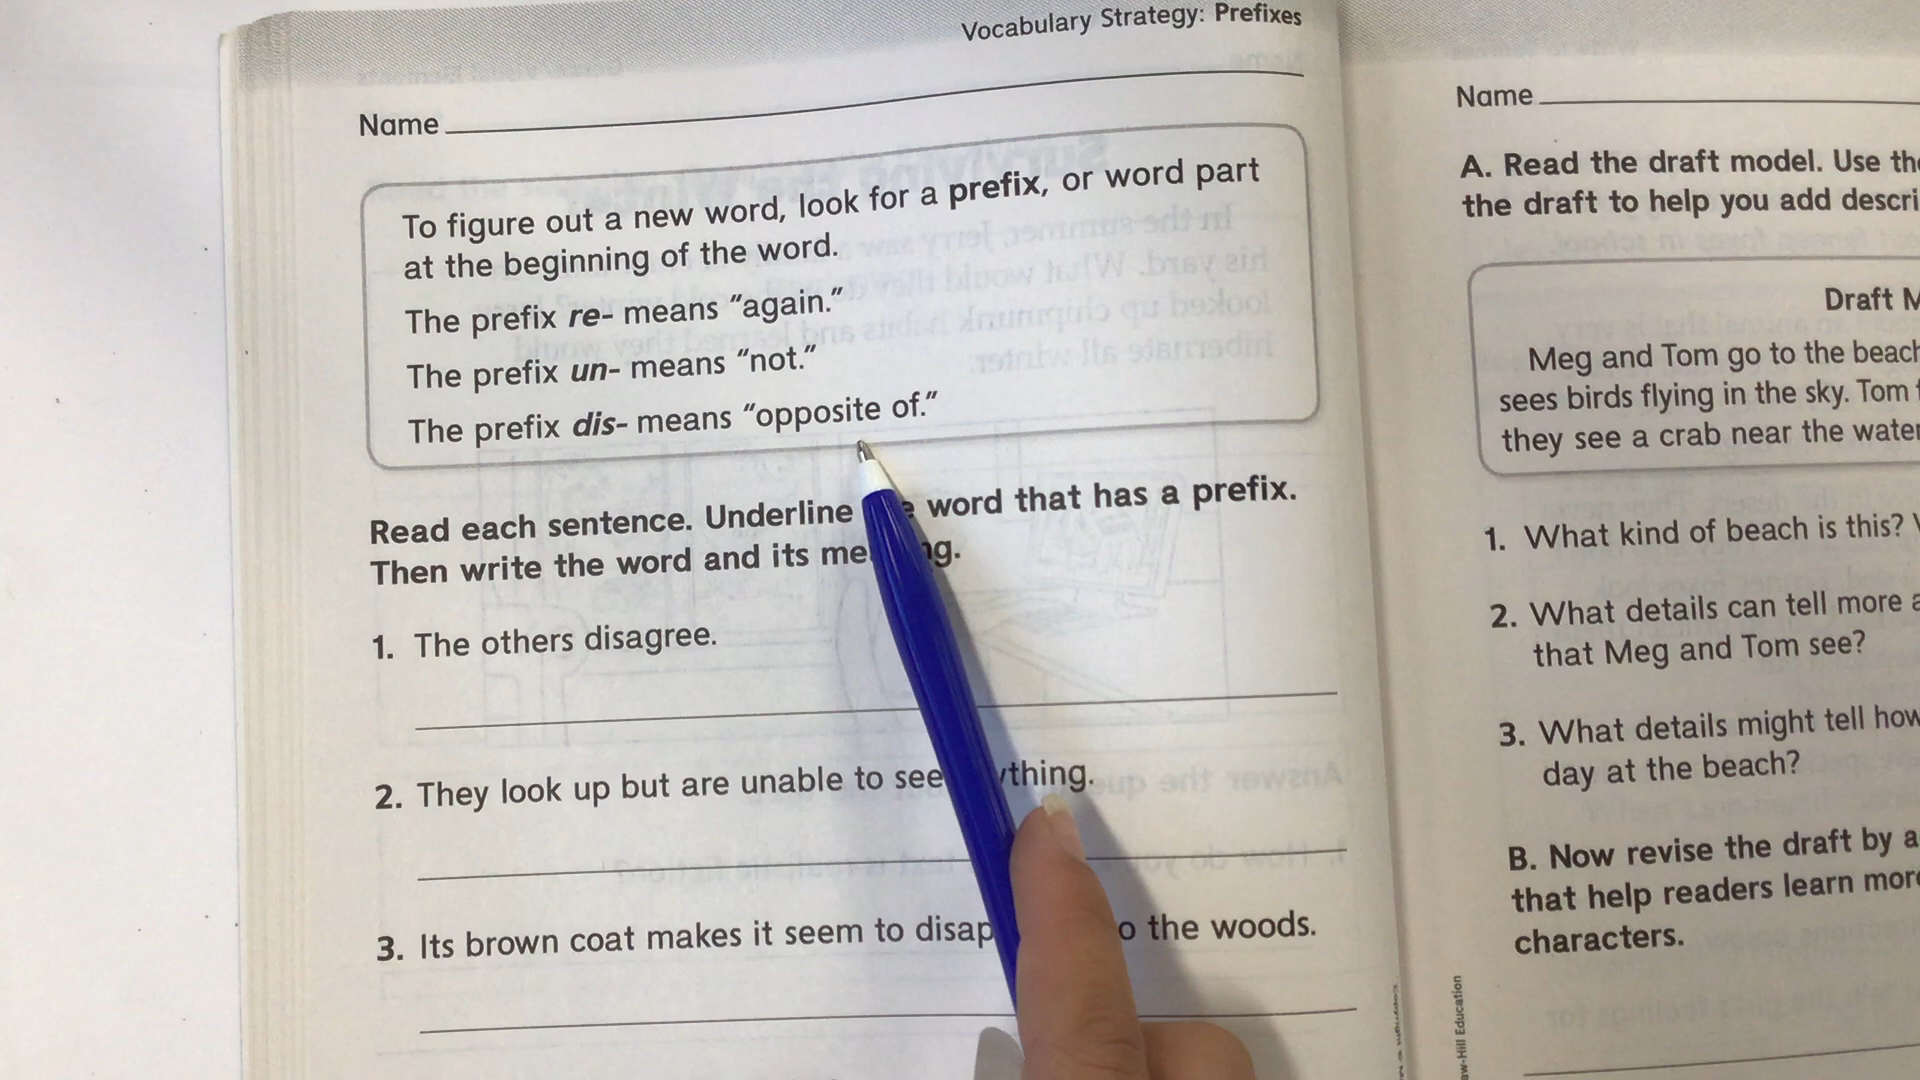 Vocabulary Strategy: Prefixes
Name
To figure out a new word, look for a prefix, or word part
at the beginning of the word.
The prefix re- means “again.”
The prefix un- means “not.”
The prefix dis- means “opposite of.”
Read each sentence. Underline word that has a prefix.
Then write the word and its
1. The others disagree.
2. They look up but are unable to see
3. Its brown coat makes it seem to the woods.
Name
A. Read the draft model. Use
the draft to help you add
Draft
Meg and Tom go to the beach
sees birds flying in the sky. Tom
they see a crab near the water
1. What kind of beach is this?
2. What details can tell more
that Meg and Tom see?
3. What details might tell how
day at the beach?
B. Now revise the draft by
that help readers learn more
characters.
Education